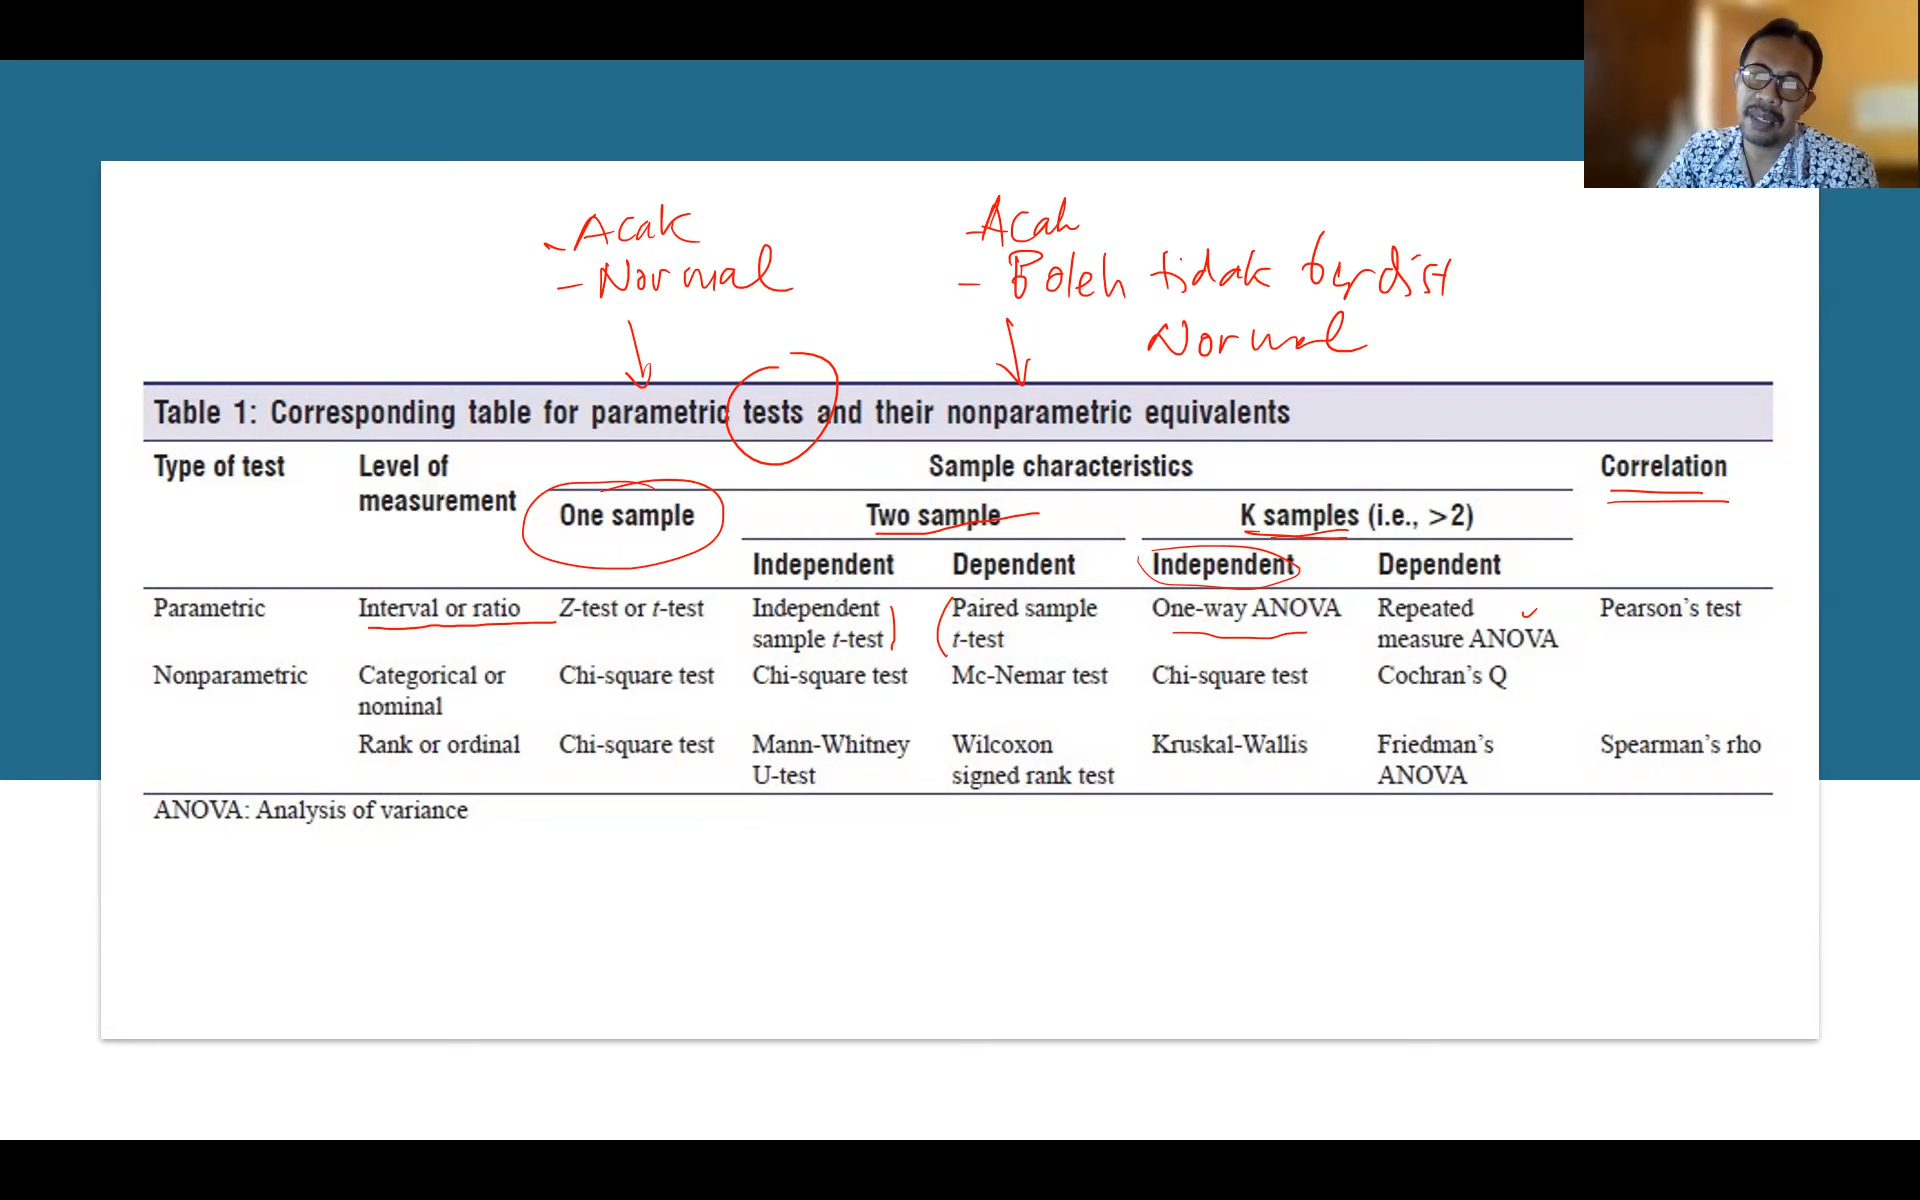 - Acak
- Normal
- Acak
- Boleh tidak berdist
Normal
Table 1: Corresponding table for parametric tests and their nonparametric equivalents
Type of test Level of measurement Sample characteristics Correlation
One sample Two sample K samples (i.e., >2)
Independent Dependent Independent Dependent
Parametric Interval or ratio Z-test or t-test Independent sample t-test Paired sample t-test One-way ANOVA Repeated measure ANOVA Pearson's test
Nonparametric Categorical or nominal Chi-square test Chi-square test Mc-Nemar test Chi-square test Cochran's Q
Rank or ordinal Chi-square test Mann-Whitney U-test Wilcoxon signed rank test Kruskal-Wallis Friedman's ANOVA Spearman's rho
ANOVA: Analysis of variance